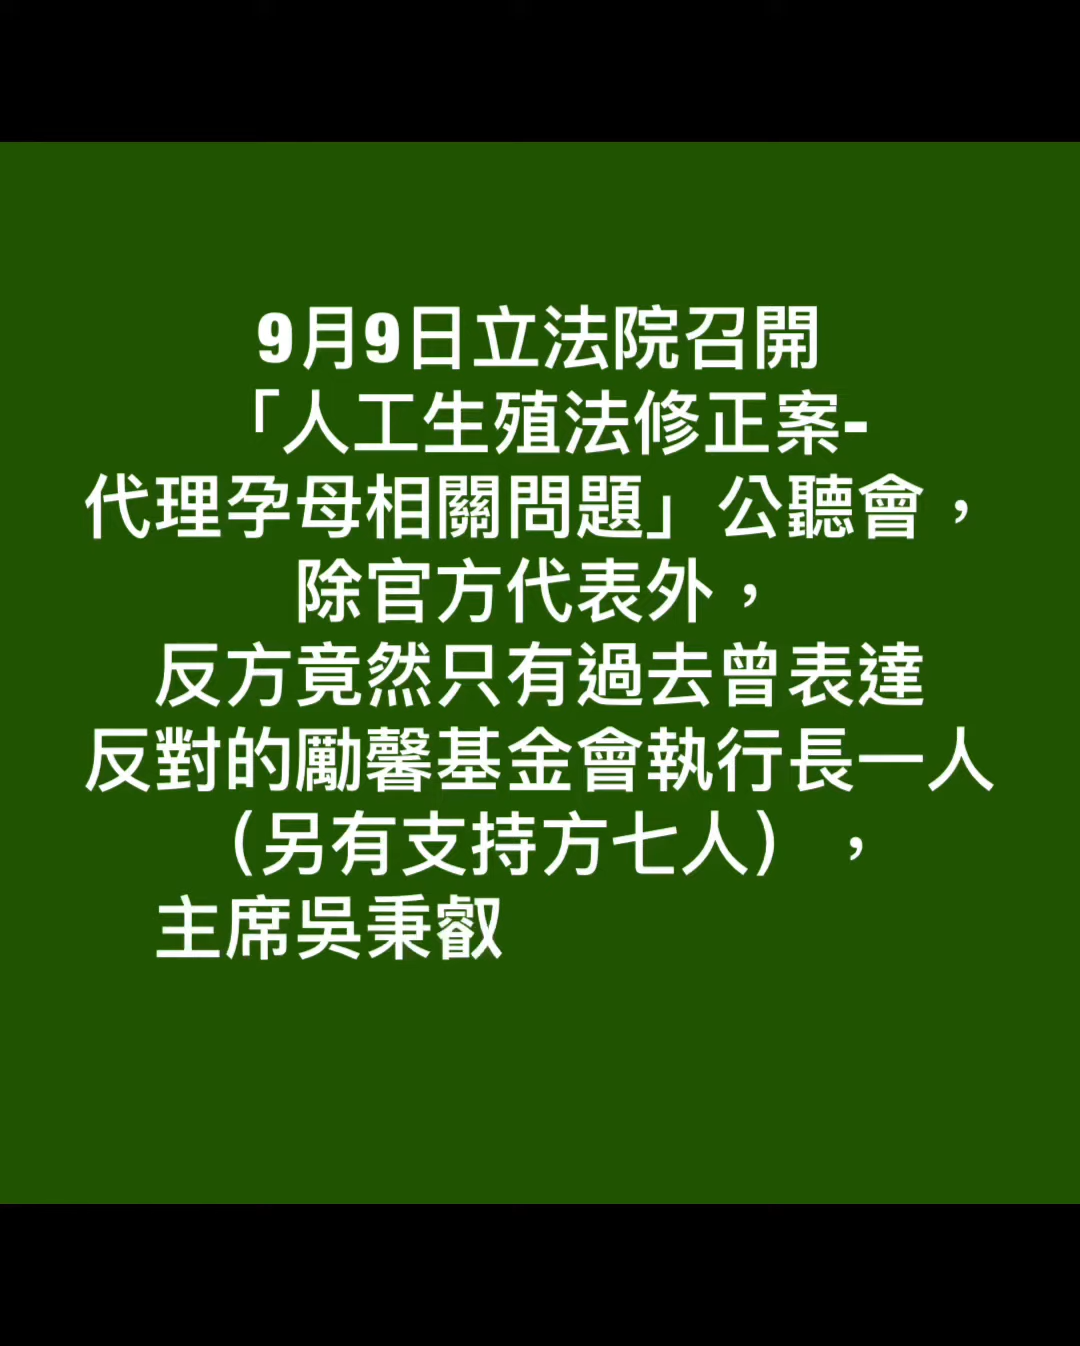 9月9日立法院召開
「人工生殖法修正案-
代理孕母相關問題」公聽會，
除官方代表外，
反方竟然只有過去曾表達
反對的勵馨基金會執行長一人
（另有支持方七人），
主席吳秉叡